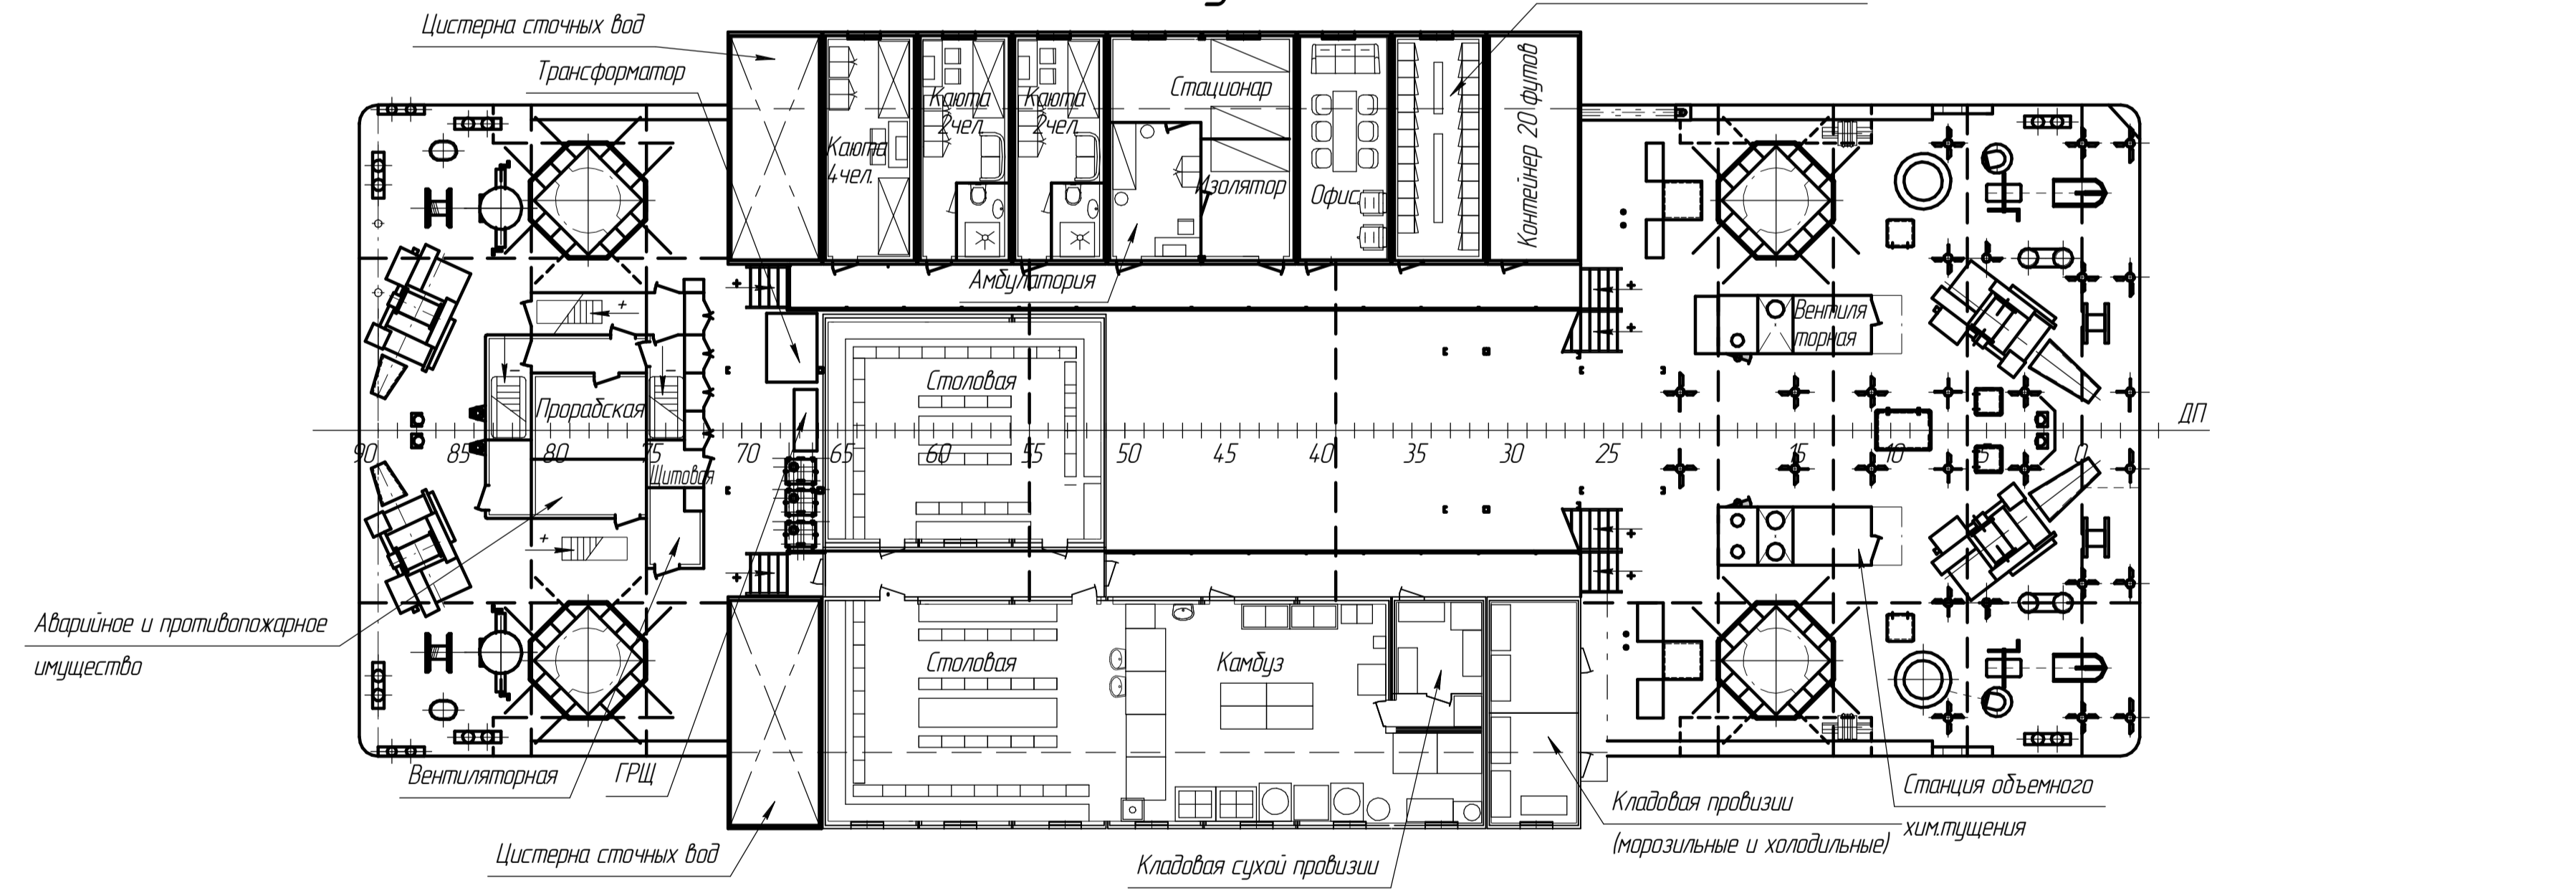 Цистерна сточных вод
Трансформатор
Каюта
4чел.
Каюта
2чел.
Каюта
2чел.
Стационар
Изолятор
Офис
Контейнер 20 футов
Амбулатория
Вентиля
торная
Столовая
Прорабская
Щитовая
ДП
90 85 80 75 70 65 60 55 50 45 40 35 30 25 15 10 5 0
Аварийное и противопожарное
имущество
Столовая
Камбуз
Вентиляторная
ГРЩ
Цистерна сточных вод
Кладовая сухой провизии
Кладовая провизии
(морозильные и холодильные)
Станция объемного
хим.тушения